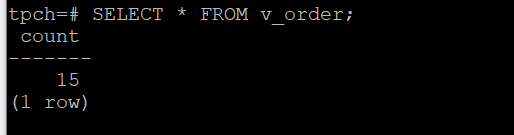 tpch=# SELECT * FROM v_order;
count
-------
15
(1 row)